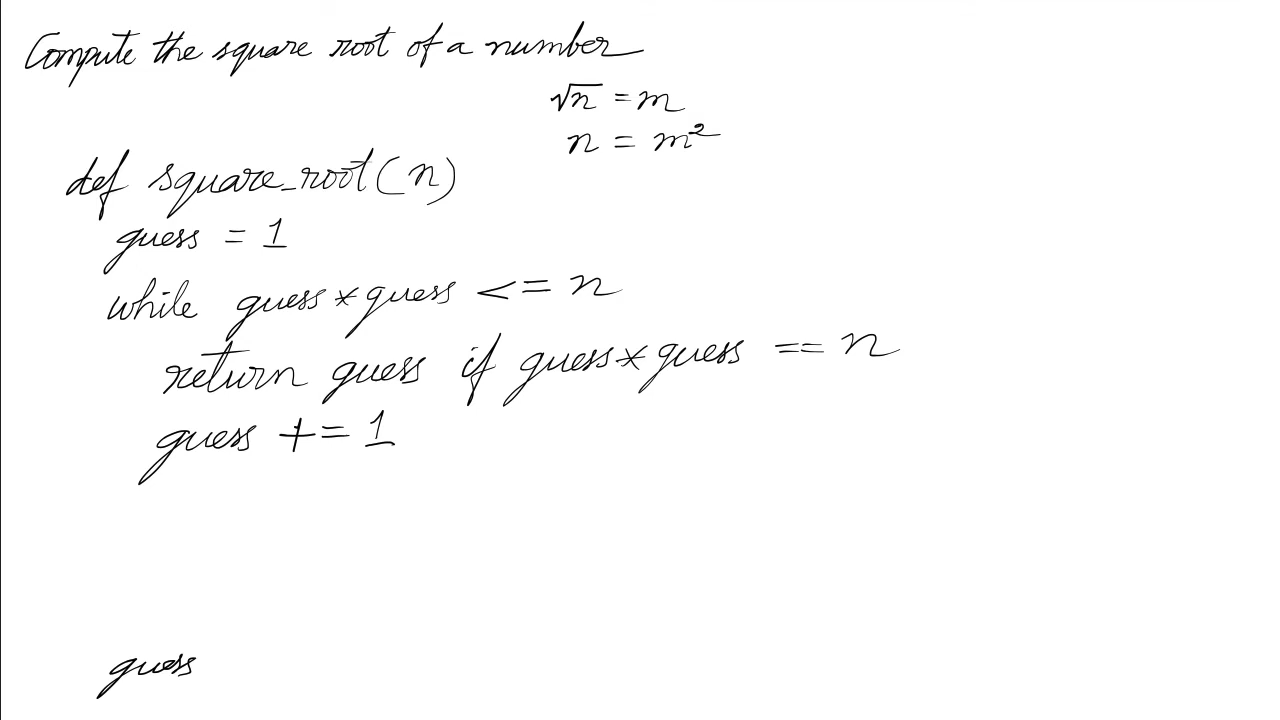 Compute the square root of a number
√n = m
n = m²
def square_root(n)
guess = 1
while guess * guess <= n
return guess if guess * guess == n
guess += 1
guess